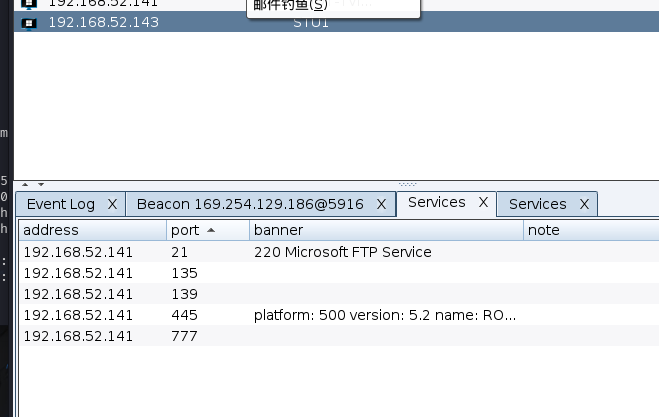 192.168.52.141
邮件钓鱼(S)
192.168.52.143 STU1
m
5
0
h
h
:
:
Event Log X Beacon 169.254.129.186@5916 X Services X Services X
address port banner note
192.168.52.141 21 220 Microsoft FTP Service
192.168.52.141 135
192.168.52.141 139
192.168.52.141 445 platform: 500 version: 5.2 name: RO...
192.168.52.141 777